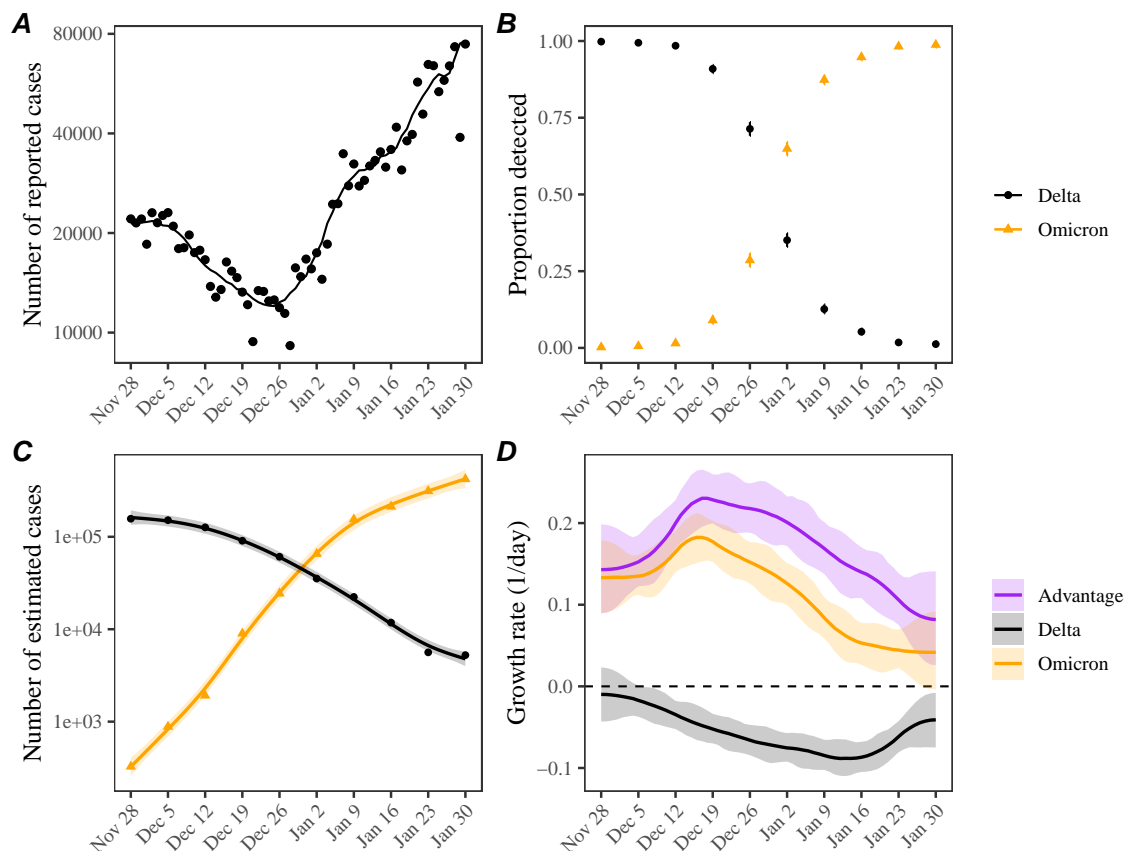 A
Number of reported cases
80000
40000
20000
10000
Nov 28
Dec 5
Dec 12
Dec 19
Dec 26
Jan 2
Jan 9
Jan 16
Jan 23
Jan 30
B
Proportion detected
1.00
0.75
0.50
0.25
0.00
Nov 28
Dec 5
Dec 12
Dec 19
Dec 26
Jan 2
Jan 9
Jan 16
Jan 23
Jan 30
Delta
Omicron
C
Number of estimated cases
1e+05
1e+04
1e+03
Nov 28
Dec 5
Dec 12
Dec 19
Dec 26
Jan 2
Jan 9
Jan 16
Jan 23
Jan 30
D
Growth rate (1/day)
0.2
0.1
0.0
−0.1
Nov 28
Dec 5
Dec 12
Dec 19
Dec 26
Jan 2
Jan 9
Jan 16
Jan 23
Jan 30
Advantage
Delta
Omicron